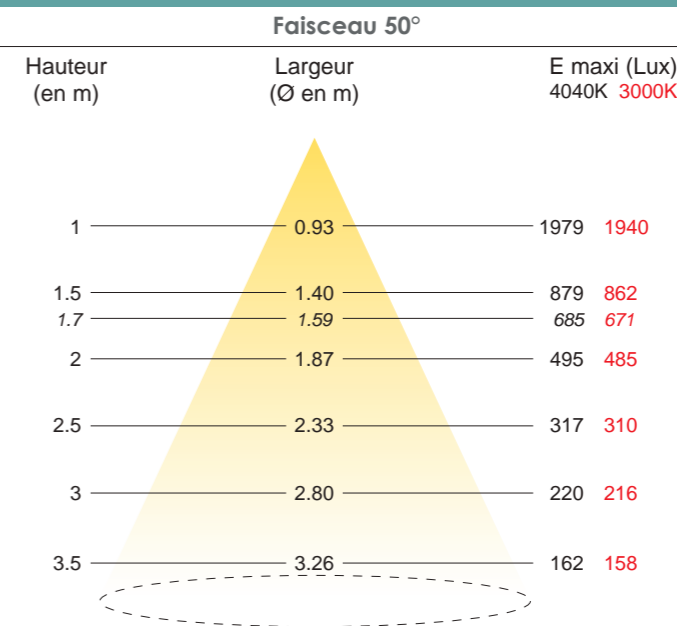 Faisceau 50°
Hauteur Largeur E maxi (Lux)
(en m) (Ø en m) 4040K 3000K
1 0.93 1979 1940
1.5 1.40 879 862
1.7 1.59 685 671
2 1.87 495 485
2.5 2.33 317 310
3 2.80 220 216
3.5 3.26 162 158